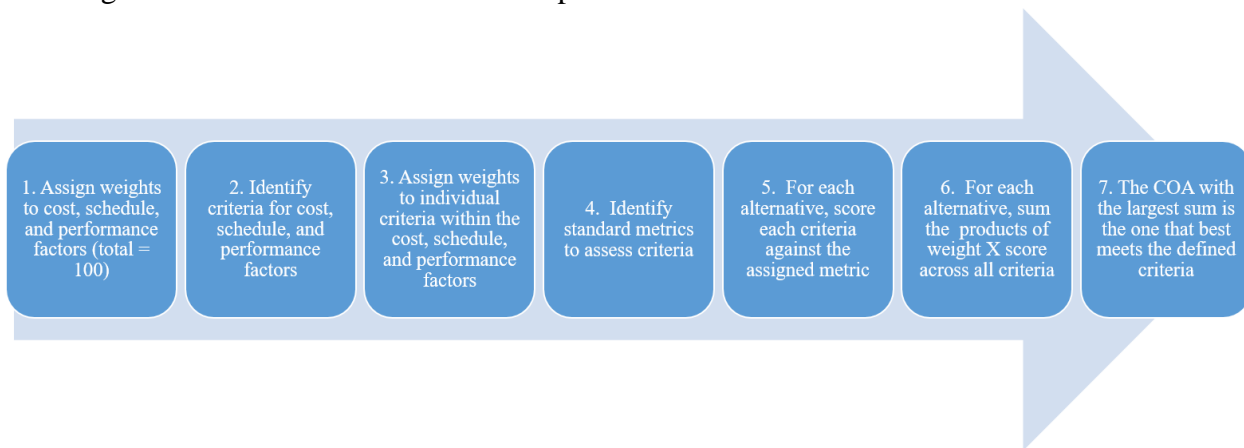 1. Assign weights
to cost, schedule,
and performance
factors (total =
100)
2. Identify
criteria for cost,
schedule, and
performance
factors
3. Assign weights
to individual
criteria within the
cost, schedule,
and performance
factors
4.  Identify
standard metrics
to assess criteria
5.  For each
alternative, score
each criteria
against the
assigned metric
6.  For each
alternative, sum
the  products of
weight X score
across all criteria
7. The COA with
the largest sum is
the one that best
meets the defined
criteria